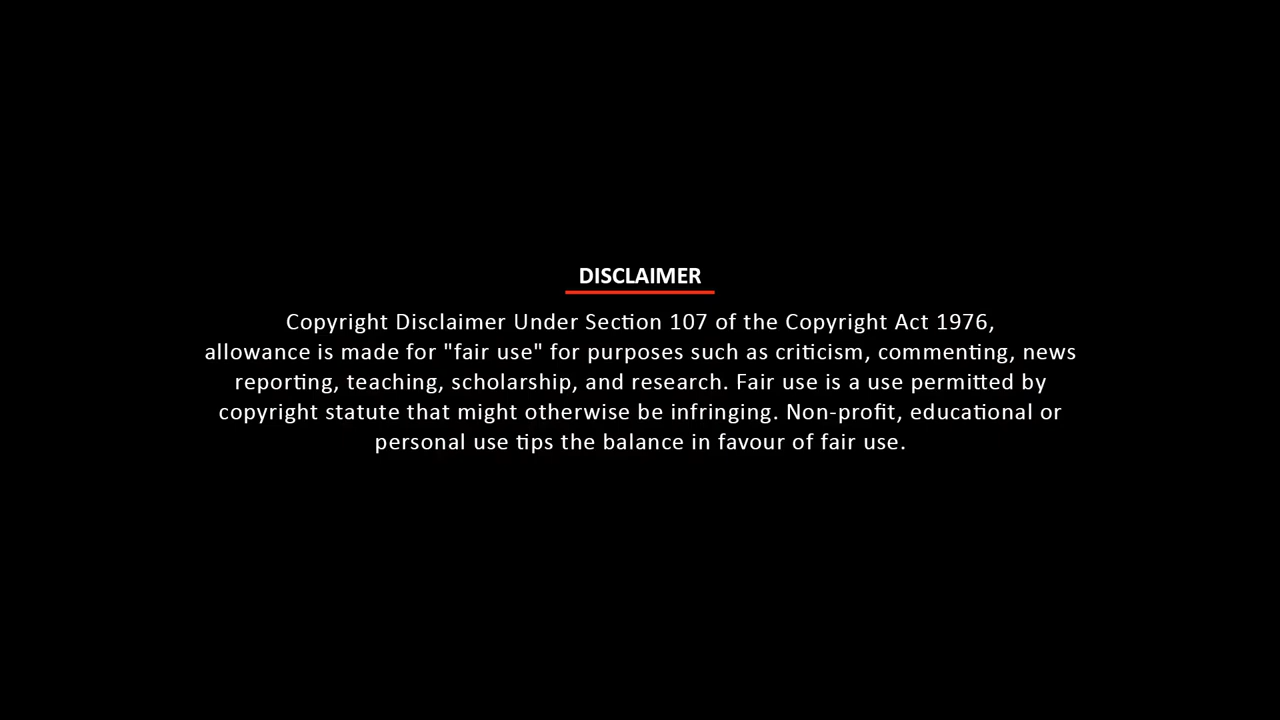 DISCLAIMER
Copyright Disclaimer Under Section 107 of the Copyright Act 1976,
allowance is made for "fair use" for purposes such as criticism, commenting, news
reporting, teaching, scholarship, and research. Fair use is a use permitted by
copyright statute that might otherwise be infringing. Non-profit, educational or
personal use tips the balance in favour of fair use.